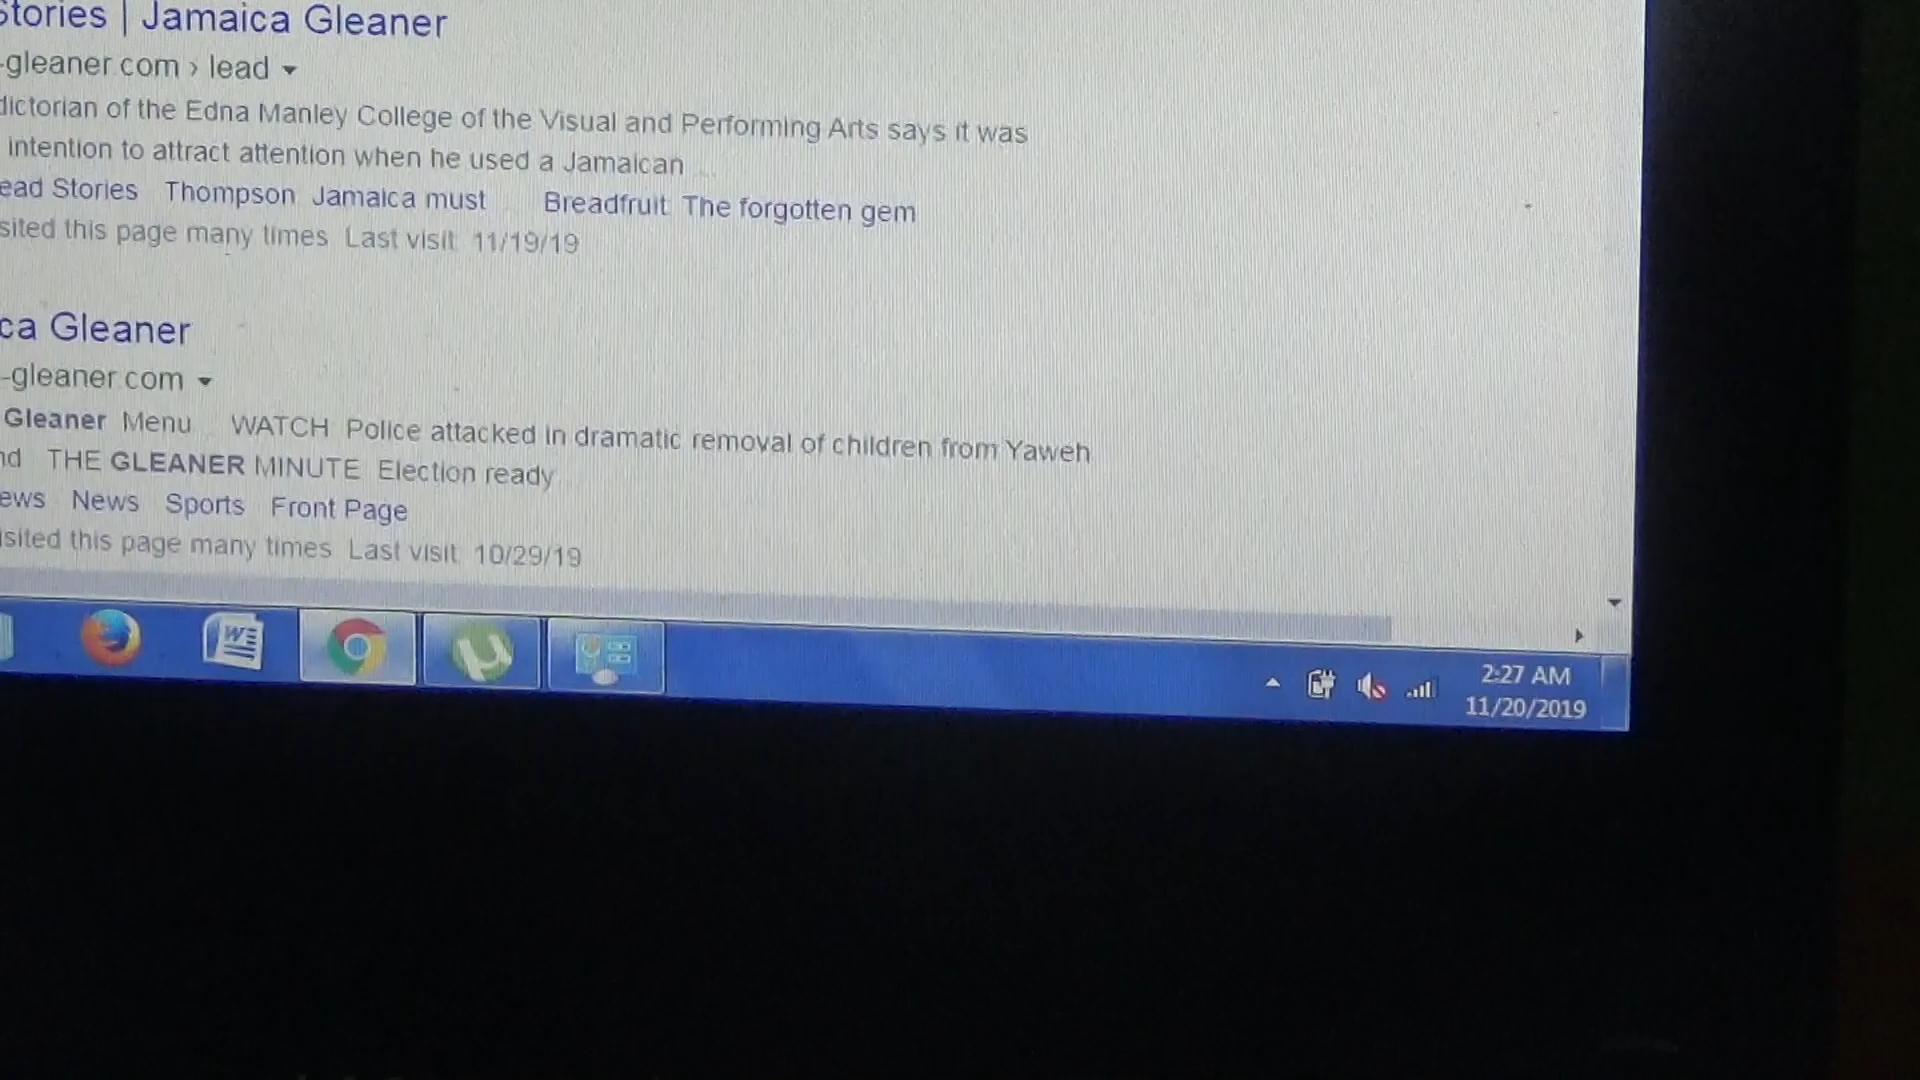 Stories | Jamaica Gleaner
-gleaner.com › lead
dictorian of the Edna Manley College of the Visual and Performing Arts says it was
intention to attract attention when he used a Jamaican ...
ead Stories Thompson Jamaica must ... Breadfruit The forgotten gem
sited this page many times. Last visit: 11/19/19
ca Gleaner
-gleaner.com
Gleaner Menu ... WATCH Police attacked in dramatic removal of children from Yaweh
nd THE GLEANER MINUTE Election ready
ews News Sports Front Page
isited this page many times. Last visit: 10/29/19
W
µ
2:27 AM
11/20/2019